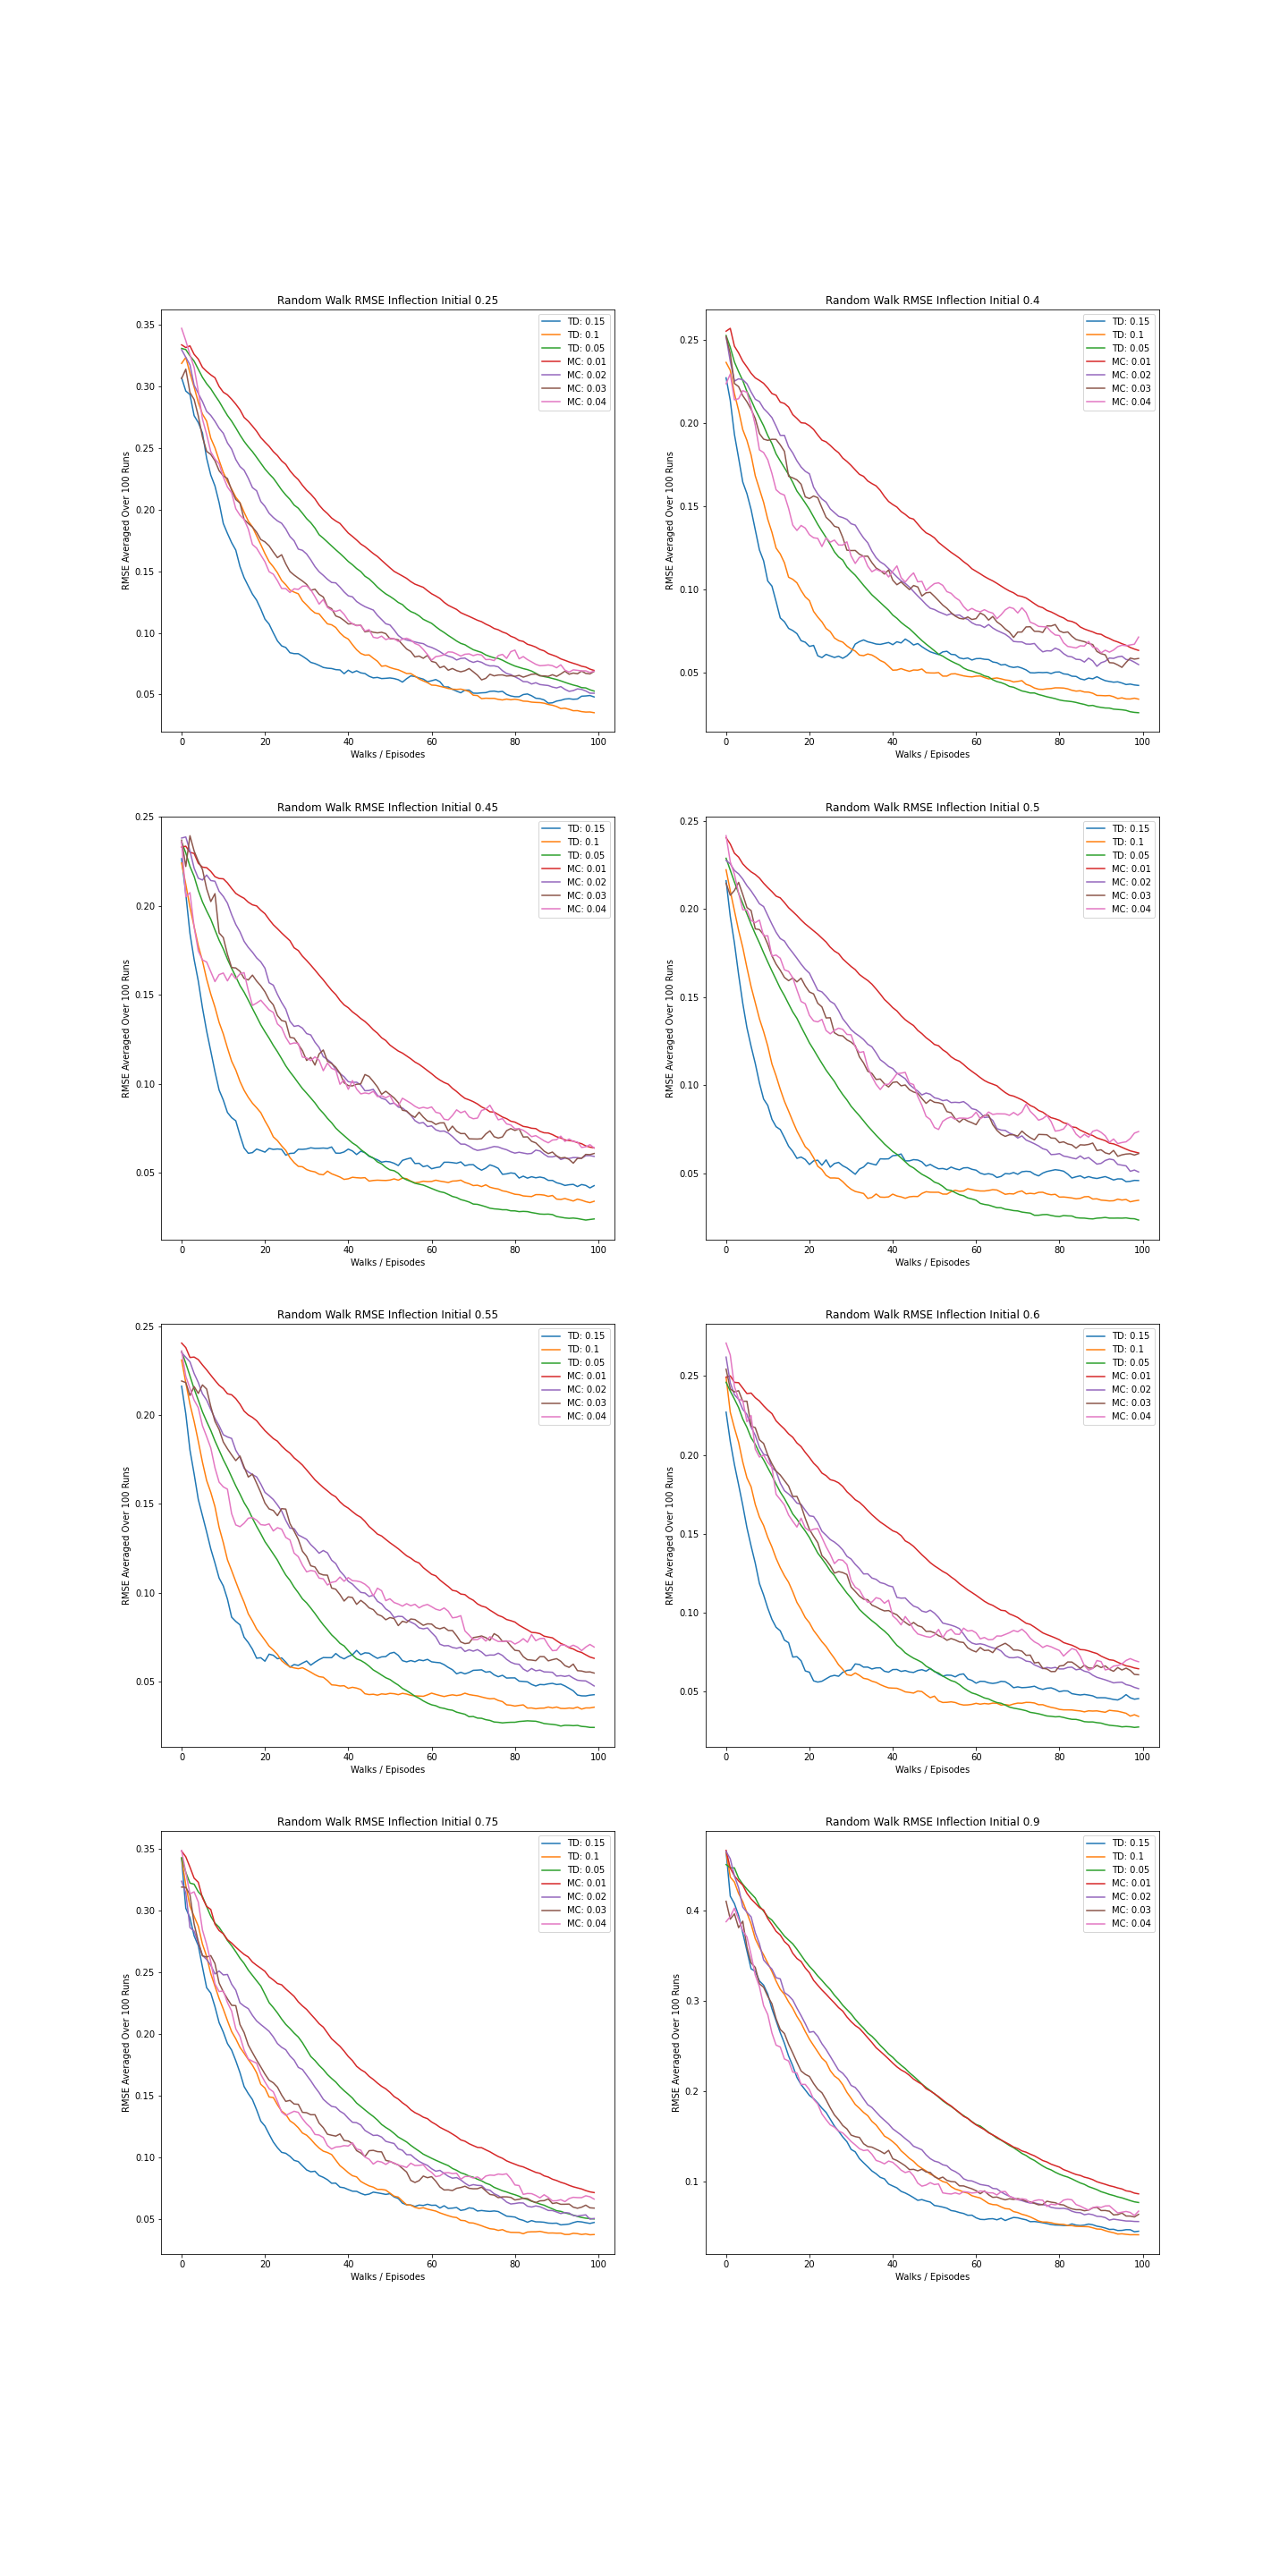 Random Walk RMSE Inflection Initial 0.25
RMSE Averaged Over 100 Runs
0.35
0.30
0.25
0.20
0.15
0.10
0.05
TD: 0.15
TD: 0.1
TD: 0.05
MC: 0.01
MC: 0.02
MC: 0.03
MC: 0.04
0 20 40 60 80 100
Walks / Episodes
Random Walk RMSE Inflection Initial 0.4
RMSE Averaged Over 100 Runs
0.25
0.20
0.15
0.10
0.05
TD: 0.15
TD: 0.1
TD: 0.05
MC: 0.01
MC: 0.02
MC: 0.03
MC: 0.04
0 20 40 60 80 100
Walks / Episodes
Random Walk RMSE Inflection Initial 0.45
RMSE Averaged Over 100 Runs
0.25
0.20
0.15
0.10
0.05
TD: 0.15
TD: 0.1
TD: 0.05
MC: 0.01
MC: 0.02
MC: 0.03
MC: 0.04
0 20 40 60 80 100
Walks / Episodes
Random Walk RMSE Inflection Initial 0.5
RMSE Averaged Over 100 Runs
0.25
0.20
0.15
0.10
0.05
TD: 0.15
TD: 0.1
TD: 0.05
MC: 0.01
MC: 0.02
MC: 0.03
MC: 0.04
0 20 40 60 80 100
Walks / Episodes
Random Walk RMSE Inflection Initial 0.55
RMSE Averaged Over 100 Runs
0.25
0.20
0.15
0.10
0.05
TD: 0.15
TD: 0.1
TD: 0.05
MC: 0.01
MC: 0.02
MC: 0.03
MC: 0.04
0 20 40 60 80 100
Walks / Episodes
Random Walk RMSE Inflection Initial 0.6
RMSE Averaged Over 100 Runs
0.25
0.20
0.15
0.10
0.05
TD: 0.15
TD: 0.1
TD: 0.05
MC: 0.01
MC: 0.02
MC: 0.03
MC: 0.04
0 20 40 60 80 100
Walks / Episodes
Random Walk RMSE Inflection Initial 0.75
RMSE Averaged Over 100 Runs
0.35
0.30
0.25
0.20
0.15
0.10
0.05
TD: 0.15
TD: 0.1
TD: 0.05
MC: 0.01
MC: 0.02
MC: 0.03
MC: 0.04
0 20 40 60 80 100
Walks / Episodes
Random Walk RMSE Inflection Initial 0.9
RMSE Averaged Over 100 Runs
0.4
0.3
0.2
0.1
TD: 0.15
TD: 0.1
TD: 0.05
MC: 0.01
MC: 0.02
MC: 0.03
MC: 0.04
0 20 40 60 80 100
Walks / Episodes